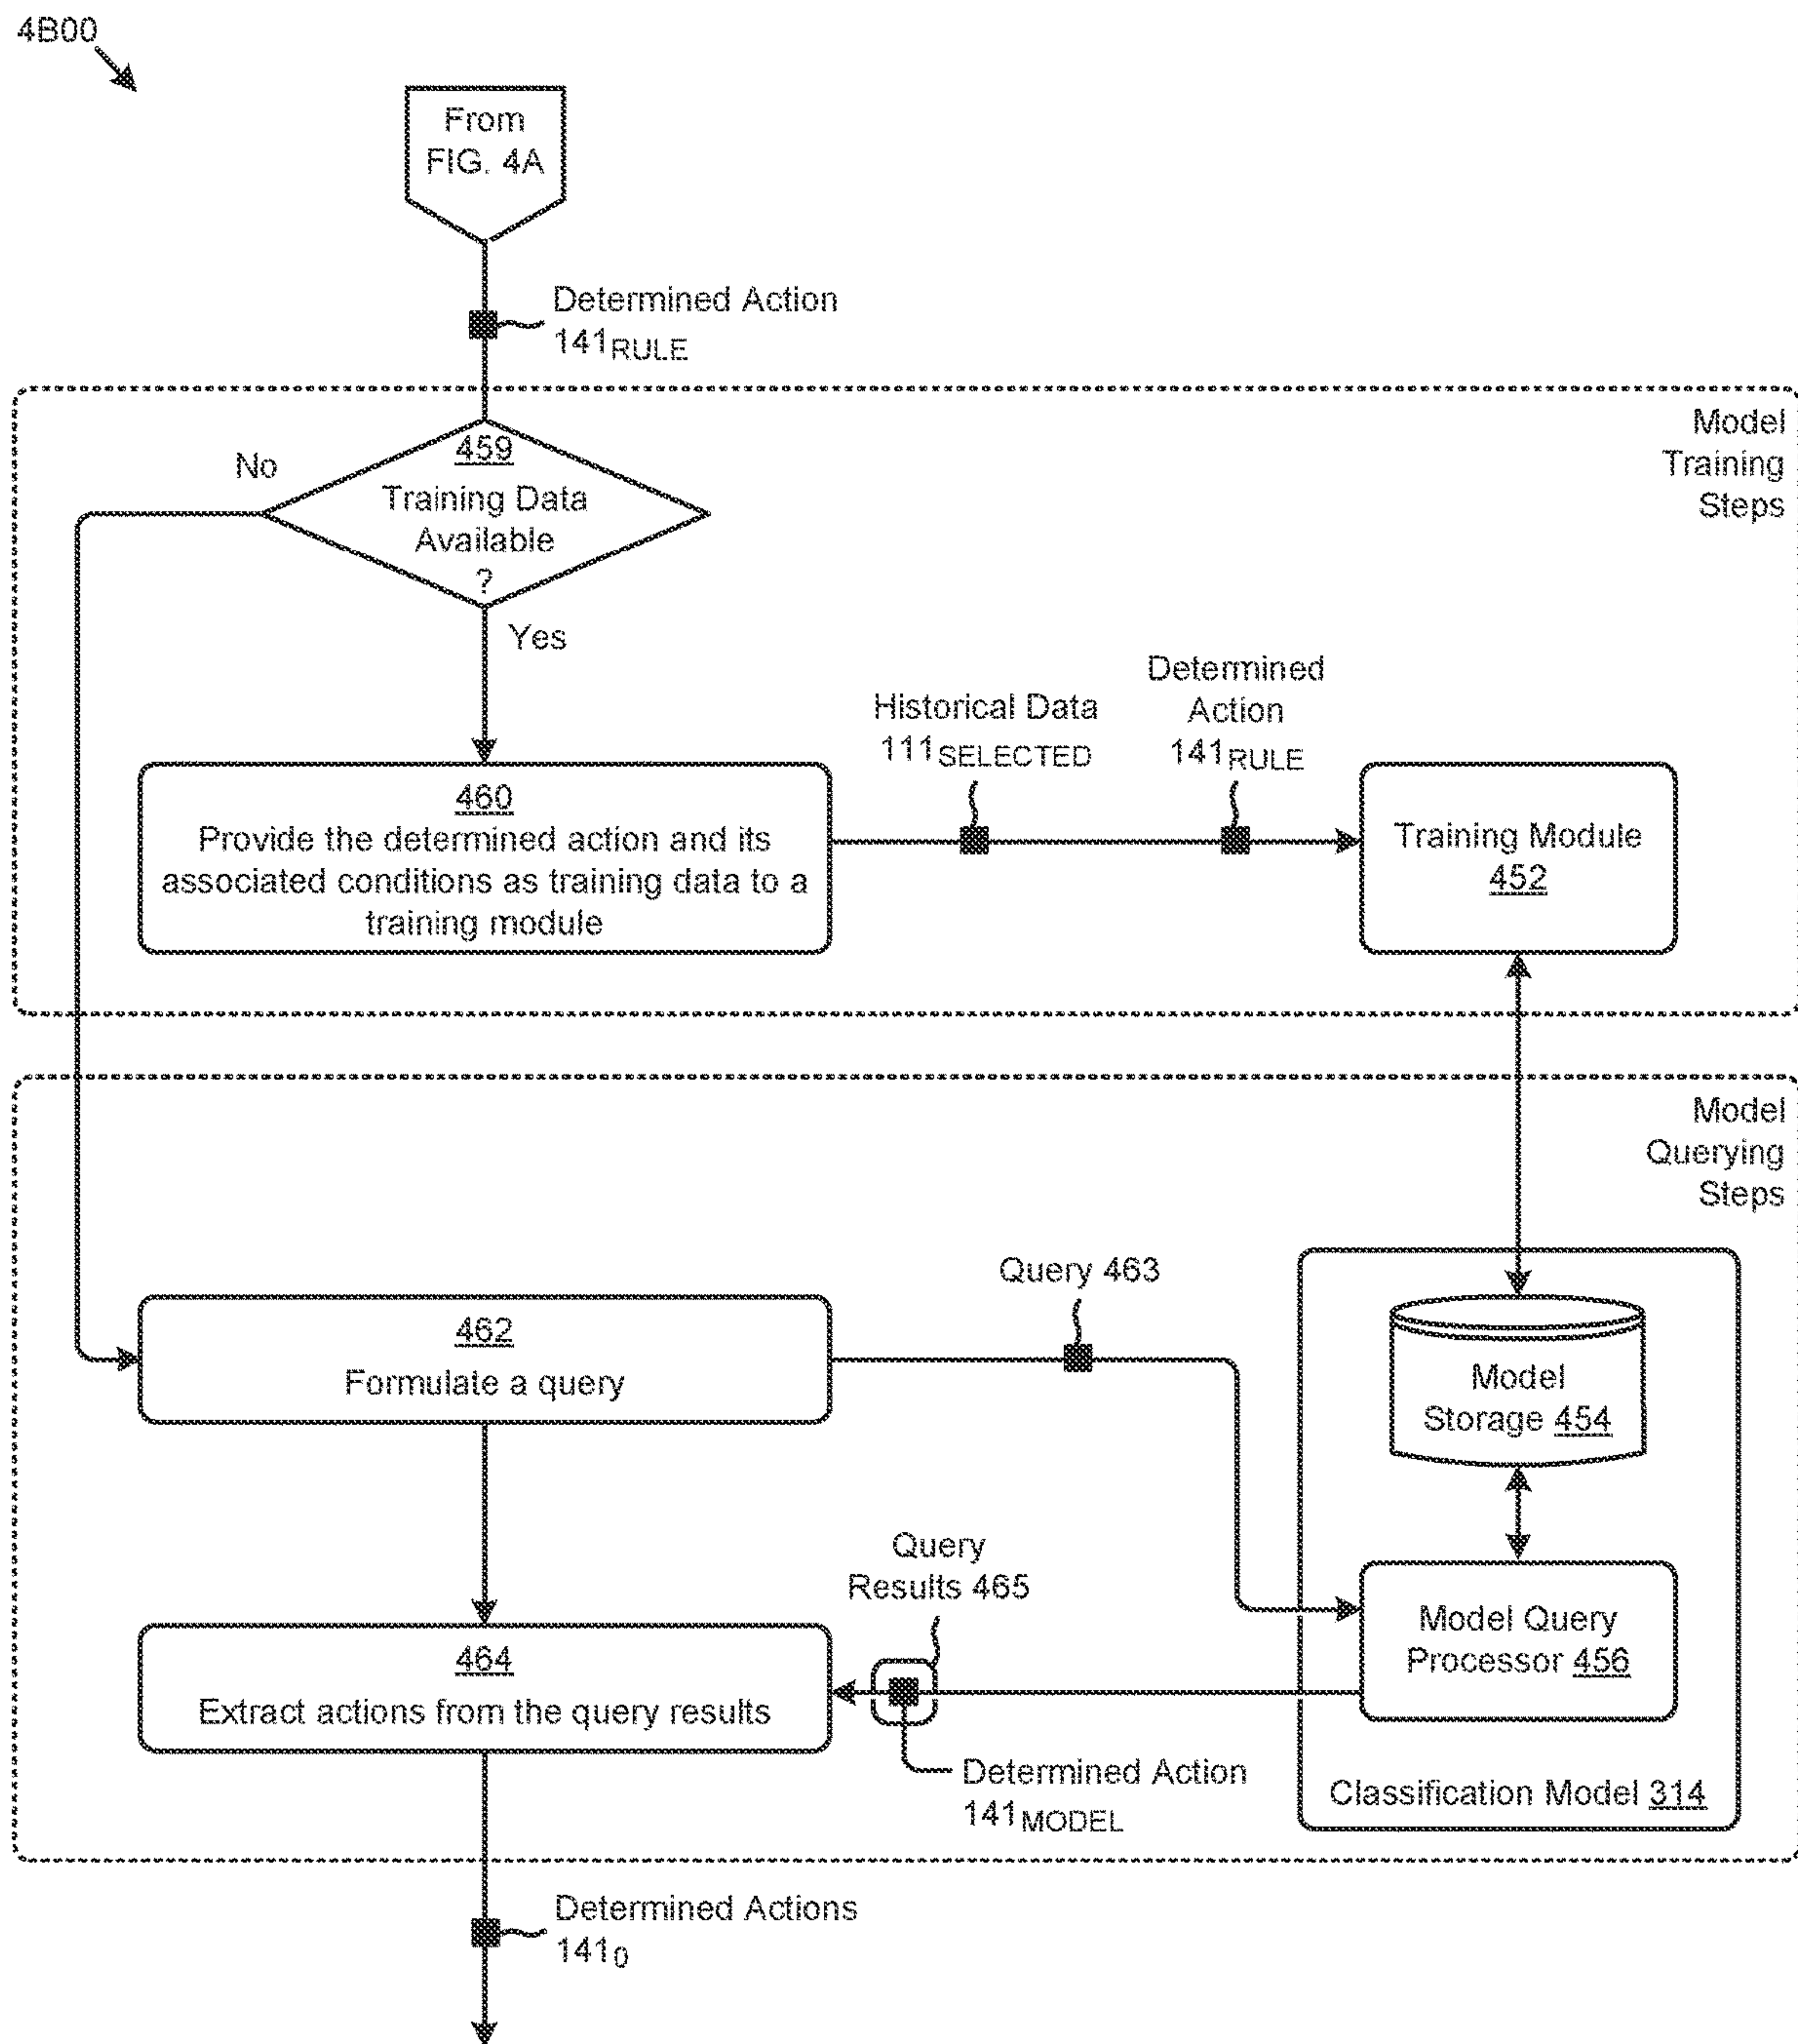 4B00
From
FIG. 4A
Determined Action
141RULE
Model
Training
Steps
459
Training Data
Available
?
No
Yes
Historical Data
111SELECTED
Determined
Action
141RULE
460
Provide the determined action and its
associated conditions as training data to a
training module
Training Module
452
Model
Querying
Steps
Query 463
462
Formulate a query
Model
Storage 454
Query
Results 465
Model Query
Processor 456
464
Extract actions from the query results
Determined Action
141MODEL
Classification Model 314
Determined Actions
1410